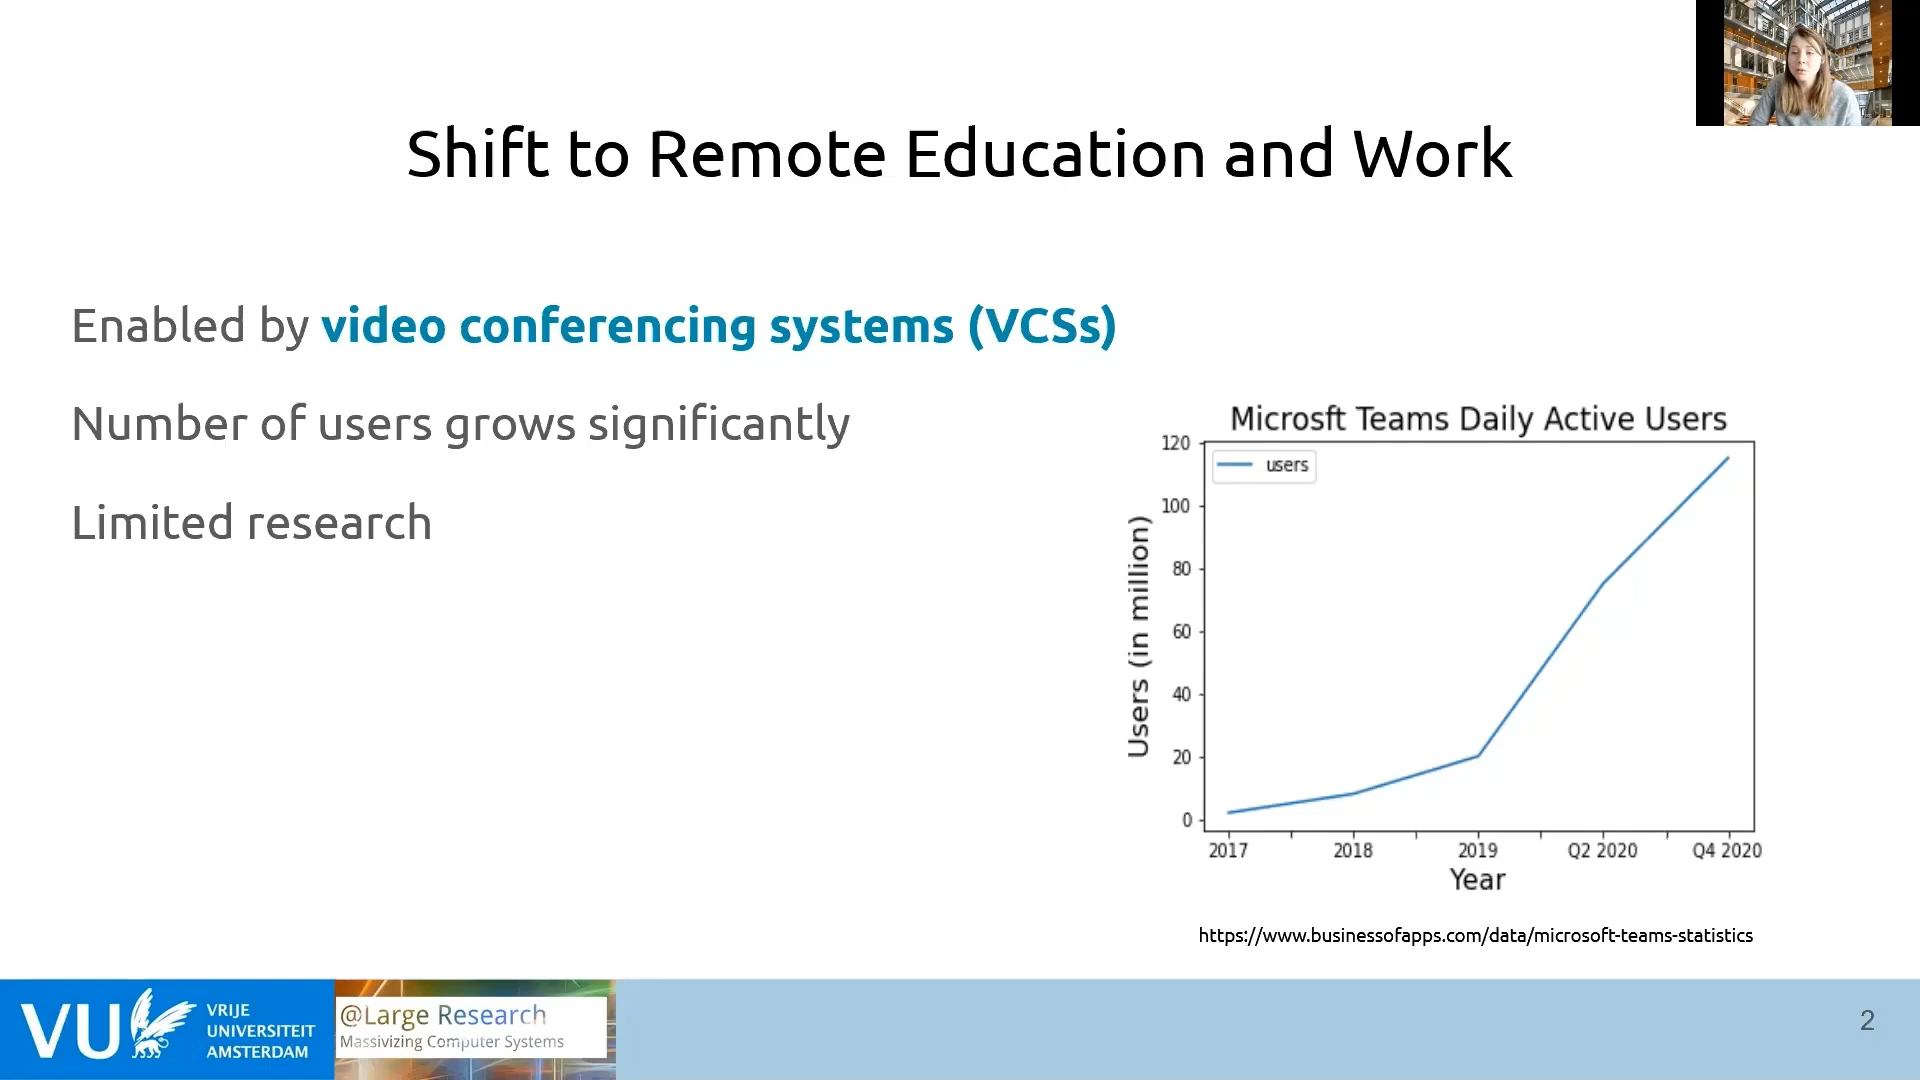 Shift to Remote Education and Work
Enabled by video conferencing systems (VCSs)
Number of users grows significantly
Limited research
Microsft Teams Daily Active Users
users
120
100
80
60
40
20
0
Users (in million)
2017 2018 2019 Q2 2020 Q4 2020
Year
https://www.businessofapps.com/data/microsoft-teams-statistics
VU
VRIJE
UNIVERSITEIT
AMSTERDAM
@Large Research
Massivizing Computer Systems
2